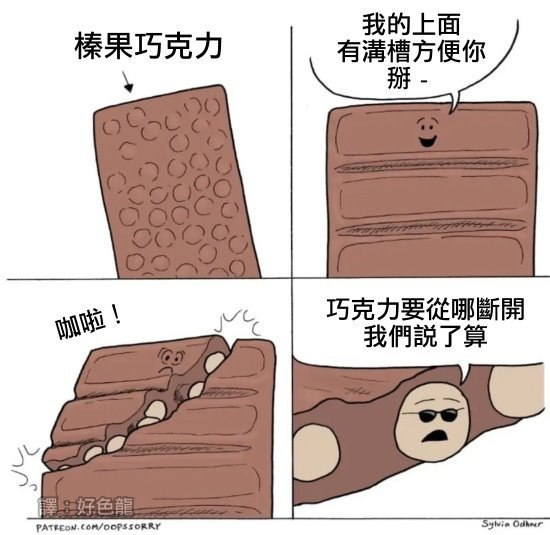 榛果巧克力
我的上面
有溝槽方便你
掰 -
咖啦！
巧克力要從哪斷開
我們説了算
譯：好色龍
PATREON.COM/OOPSSORRY
Sylvia Odhner